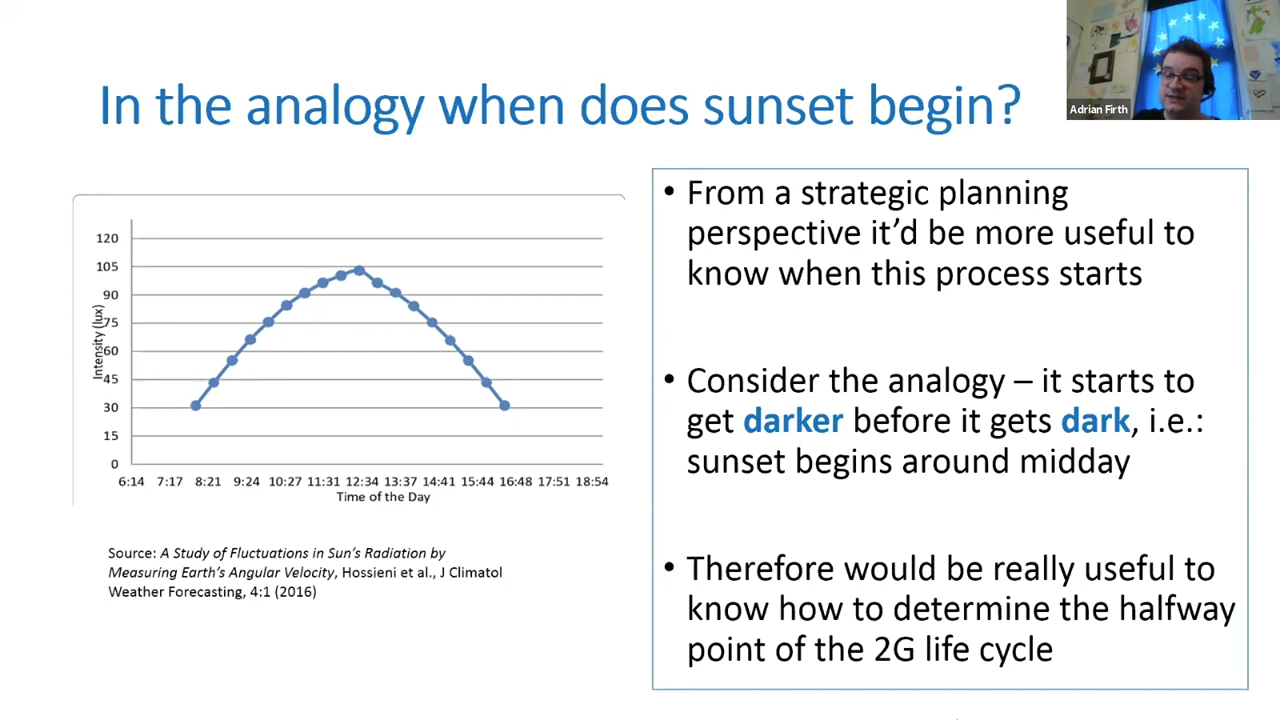 In the analogy when does sunset begin?
Adrian Firth
120
105
90
75
60
45
30
15
0
Intensity (lux)
6:14 7:17 8:21 9:24 10:27 11:31 12:34 13:37 14:41 15:44 16:48 17:51 18:54
Time of the Day
Source: A Study of Fluctuations in Sun’s Radiation by
Measuring Earth’s Angular Velocity, Hossieni et al., J Climatol
Weather Forecasting, 4:1 (2016)
• From a strategic planning
perspective it’d be more useful to
know when this process starts
• Consider the analogy – it starts to
get darker before it gets dark, i.e.:
sunset begins around midday
• Therefore would be really useful to
know how to determine the halfway
point of the 2G life cycle